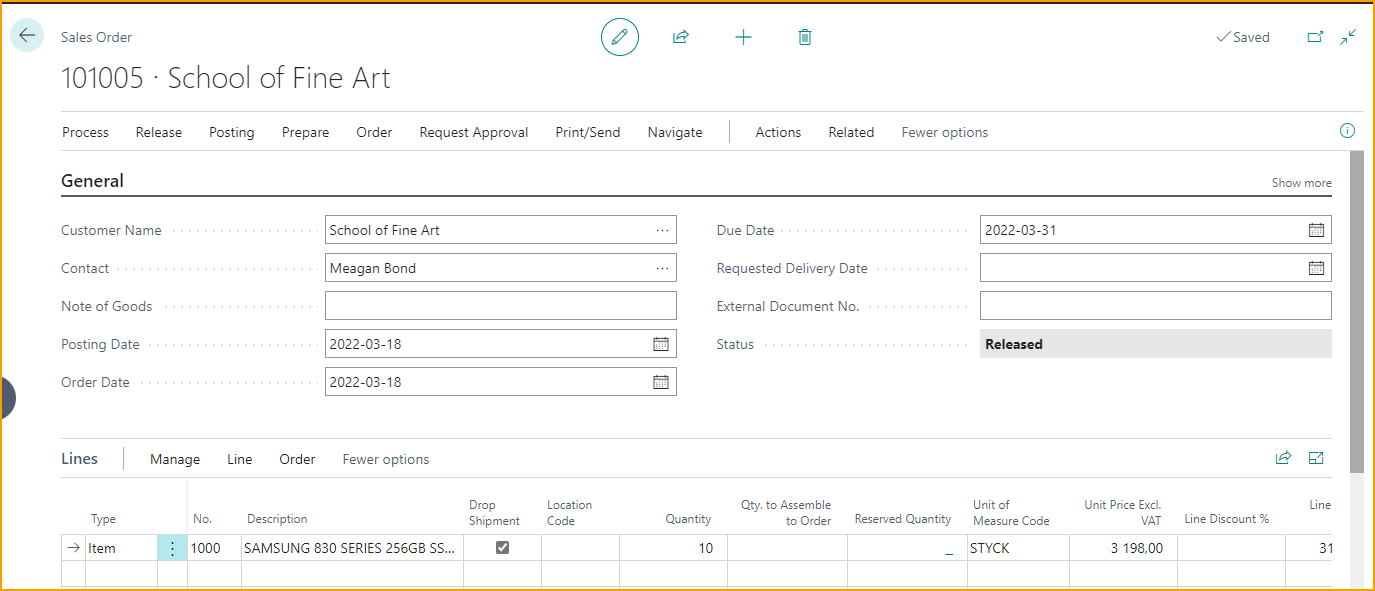 Sales Order
Saved
101005 · School of Fine Art
Process Release Posting Prepare Order Request Approval Print/Send Navigate Actions Related Fewer options
General
Show more
Customer Name School of Fine Art
Due Date 2022-03-31
Contact Meagan Bond
Requested Delivery Date
Note of Goods
External Document No.
Posting Date 2022-03-18
Status Released
Order Date 2022-03-18
Lines Manage Line Order Fewer options
Type No. Description Drop Shipment Location Code Quantity Qty. to Assemble to Order Reserved Quantity Unit of Measure Code Unit Price Excl. VAT Line Discount % Line
Item 1000 SAMSUNG 830 SERIES 256GB SS... 10 _ STYCK 3 198,00 31